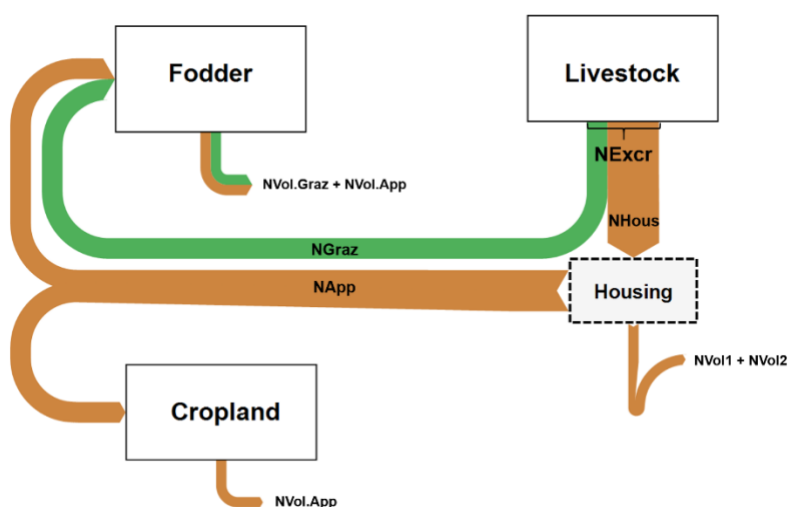 Fodder
Livestock
NExcr
NVol.Graz + NVol.App
NHous
NGraz
NApp
Housing
NVol1 + NVol2
Cropland
NVol.App